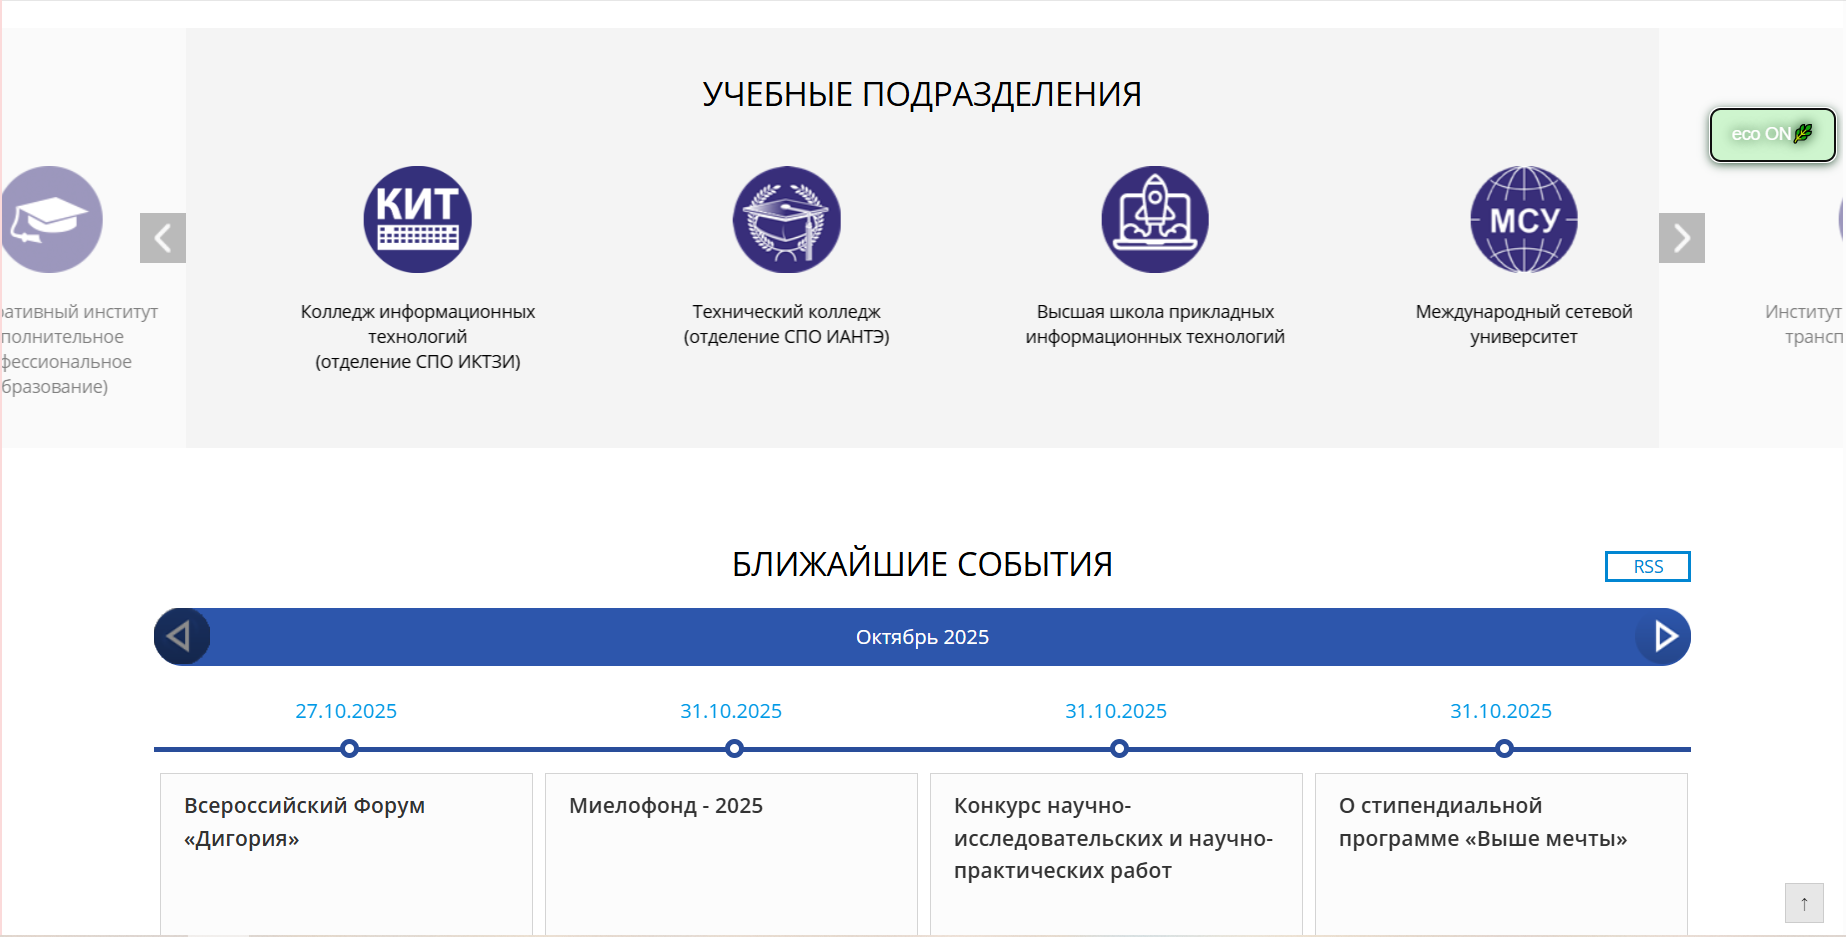 УЧЕБНЫЕ ПОДРАЗДЕЛЕНИЯ
eco ON
КИТ
МСУ
ративный институт
полнительное
фессиональное
бразование)
Колледж информационных
технологий
(отделение СПО ИКТЗИ)
Технический колледж
(отделение СПО ИАНТЭ)
Высшая школа прикладных
информационных технологий
Международный сетевой
университет
Институт
трансп
БЛИЖАЙШИЕ СОБЫТИЯ
RSS
Октябрь 2025
27.10.2025
31.10.2025
31.10.2025
31.10.2025
Всероссийский Форум
«Дигория»
Миелофонд - 2025
Конкурс научно-
исследовательских и научно-
практических работ
О стипендиальной
программе «Выше мечты»
↑